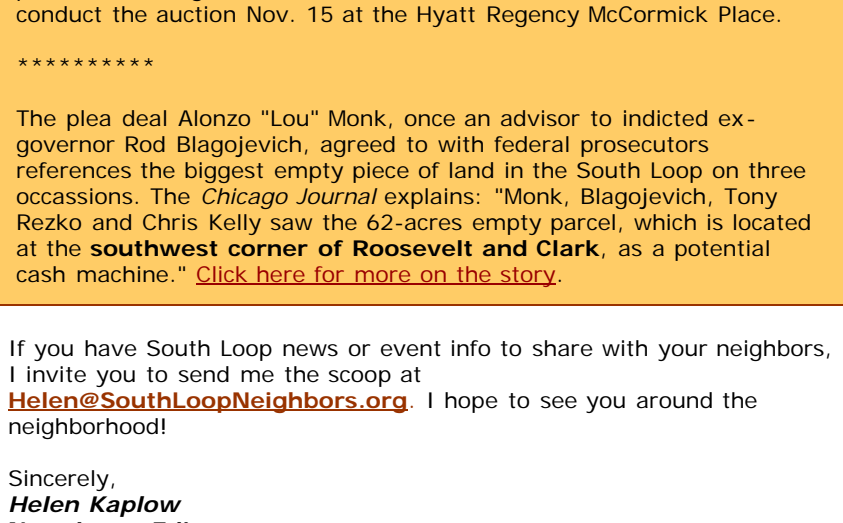 conduct the auction Nov. 15 at the Hyatt Regency McCormick Place.
**********
The plea deal Alonzo "Lou" Monk, once an advisor to indicted ex-
governor Rod Blagojevich, agreed to with federal prosecutors
references the biggest empty piece of land in the South Loop on three
occassions. The Chicago Journal explains: "Monk, Blagojevich, Tony
Rezko and Chris Kelly saw the 62-acres empty parcel, which is located
at the southwest corner of Roosevelt and Clark, as a potential
cash machine." Click here for more on the story.
If you have South Loop news or event info to share with your neighbors,
I invite you to send me the scoop at
Helen@SouthLoopNeighbors.org. I hope to see you around the
neighborhood!
Sincerely,
Helen Kaplow